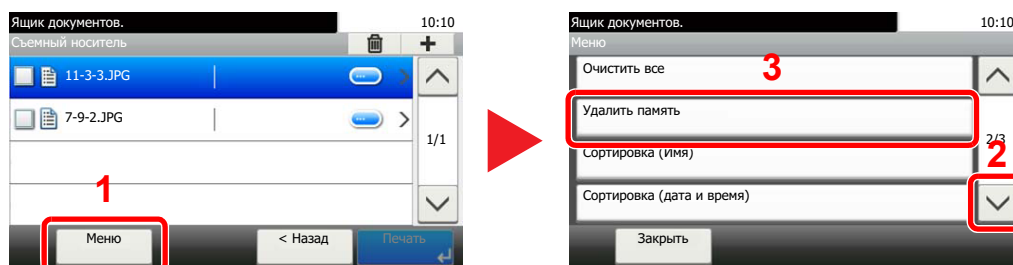 Ящик документов.
10:10
Съемный носитель
11-3-3.JPG
7-9-2.JPG
1/1
1
Меню
< Назад
Печать
Ящик документов.
10:10
Меню
Очистить все
3
Удалить память
2/3
2
Сортировка (Имя)
Сортировка (дата и время)
Закрыть